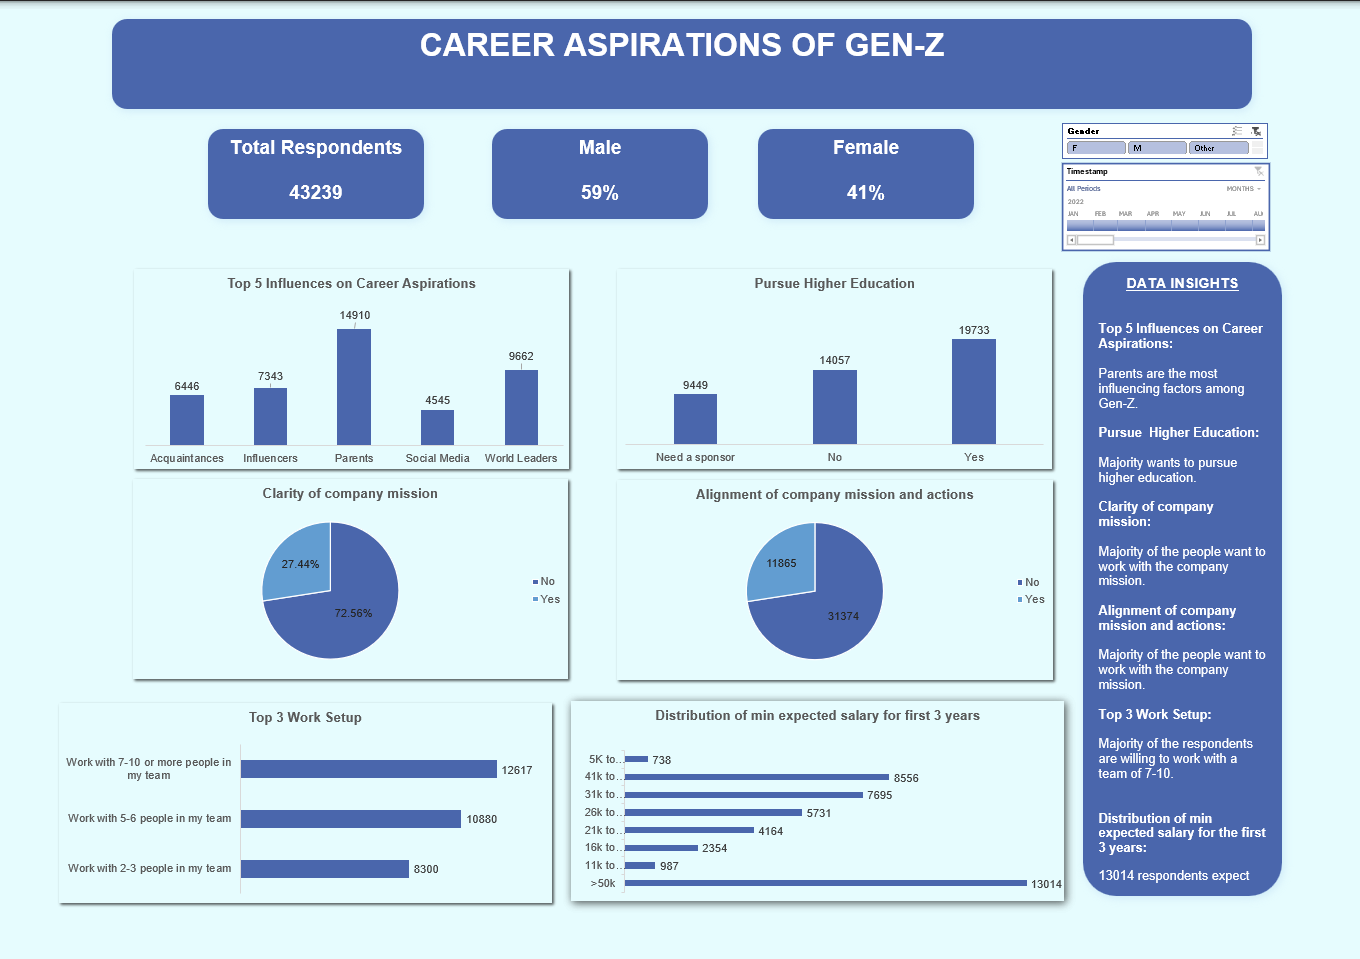 CAREER ASPIRATIONS OF GEN-Z
Total Respondents
43239
Male
59%
Female
41%
Gender
F
M
Other
Timestamp
All Periods
MONTHS
2022
JAN
FEB
MAR
APR
MAY
JUN
JUL
AU
Top 5 Influences on Career Aspirations
6446
7343
14910
4545
9662
Acquaintances
Influencers
Parents
Social Media
World Leaders
Pursue Higher Education
9449
14057
19733
Need a sponsor
No
Yes
Clarity of company mission
27.44%
72.56%
No
Yes
Alignment of company mission and actions
11865
31374
No
Yes
Top 3 Work Setup
Work with 7-10 or more people in
my team
12617
Work with 5-6 people in my team
10880
Work with 2-3 people in my team
8300
Distribution of min expected salary for first 3 years
5K to...
738
41k to...
8556
31k to...
7695
26k to...
5731
21k to...
4164
16k to...
2354
11k to...
987
>50k
13014
DATA INSIGHTS
Top 5 Influences on Career
Aspirations:
Parents are the most
influencing factors among
Gen-Z.
Pursue  Higher Education:
Majority wants to pursue
higher education.
Clarity of company
mission:
Majority of the people want to
work with the company
mission.
Alignment of company
mission and actions:
Majority of the people want to
work with the company
mission.
Top 3 Work Setup:
Majority of the respondents
are willing to work with a
team of 7-10.
Distribution of min
expected salary for the first
3 years:
13014 respondents expect